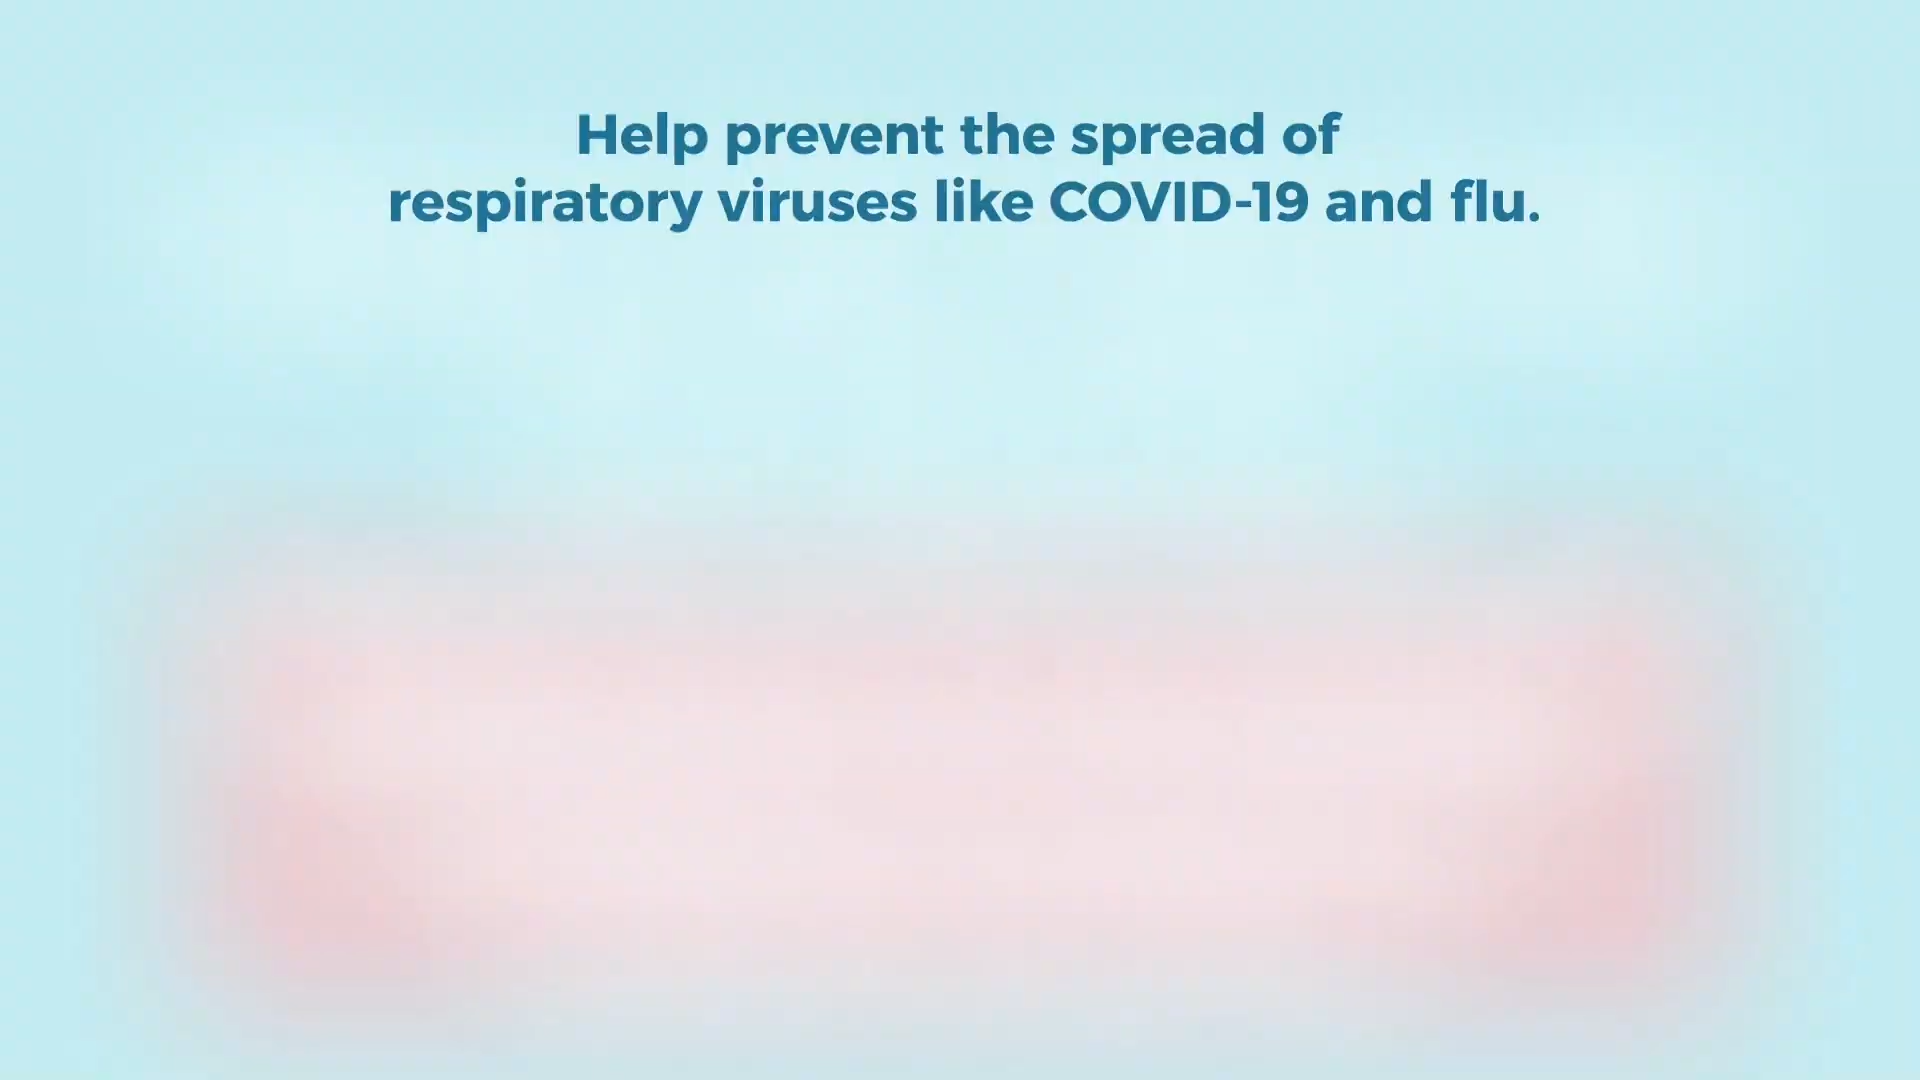 Help prevent the spread of
respiratory viruses like COVID-19 and flu.